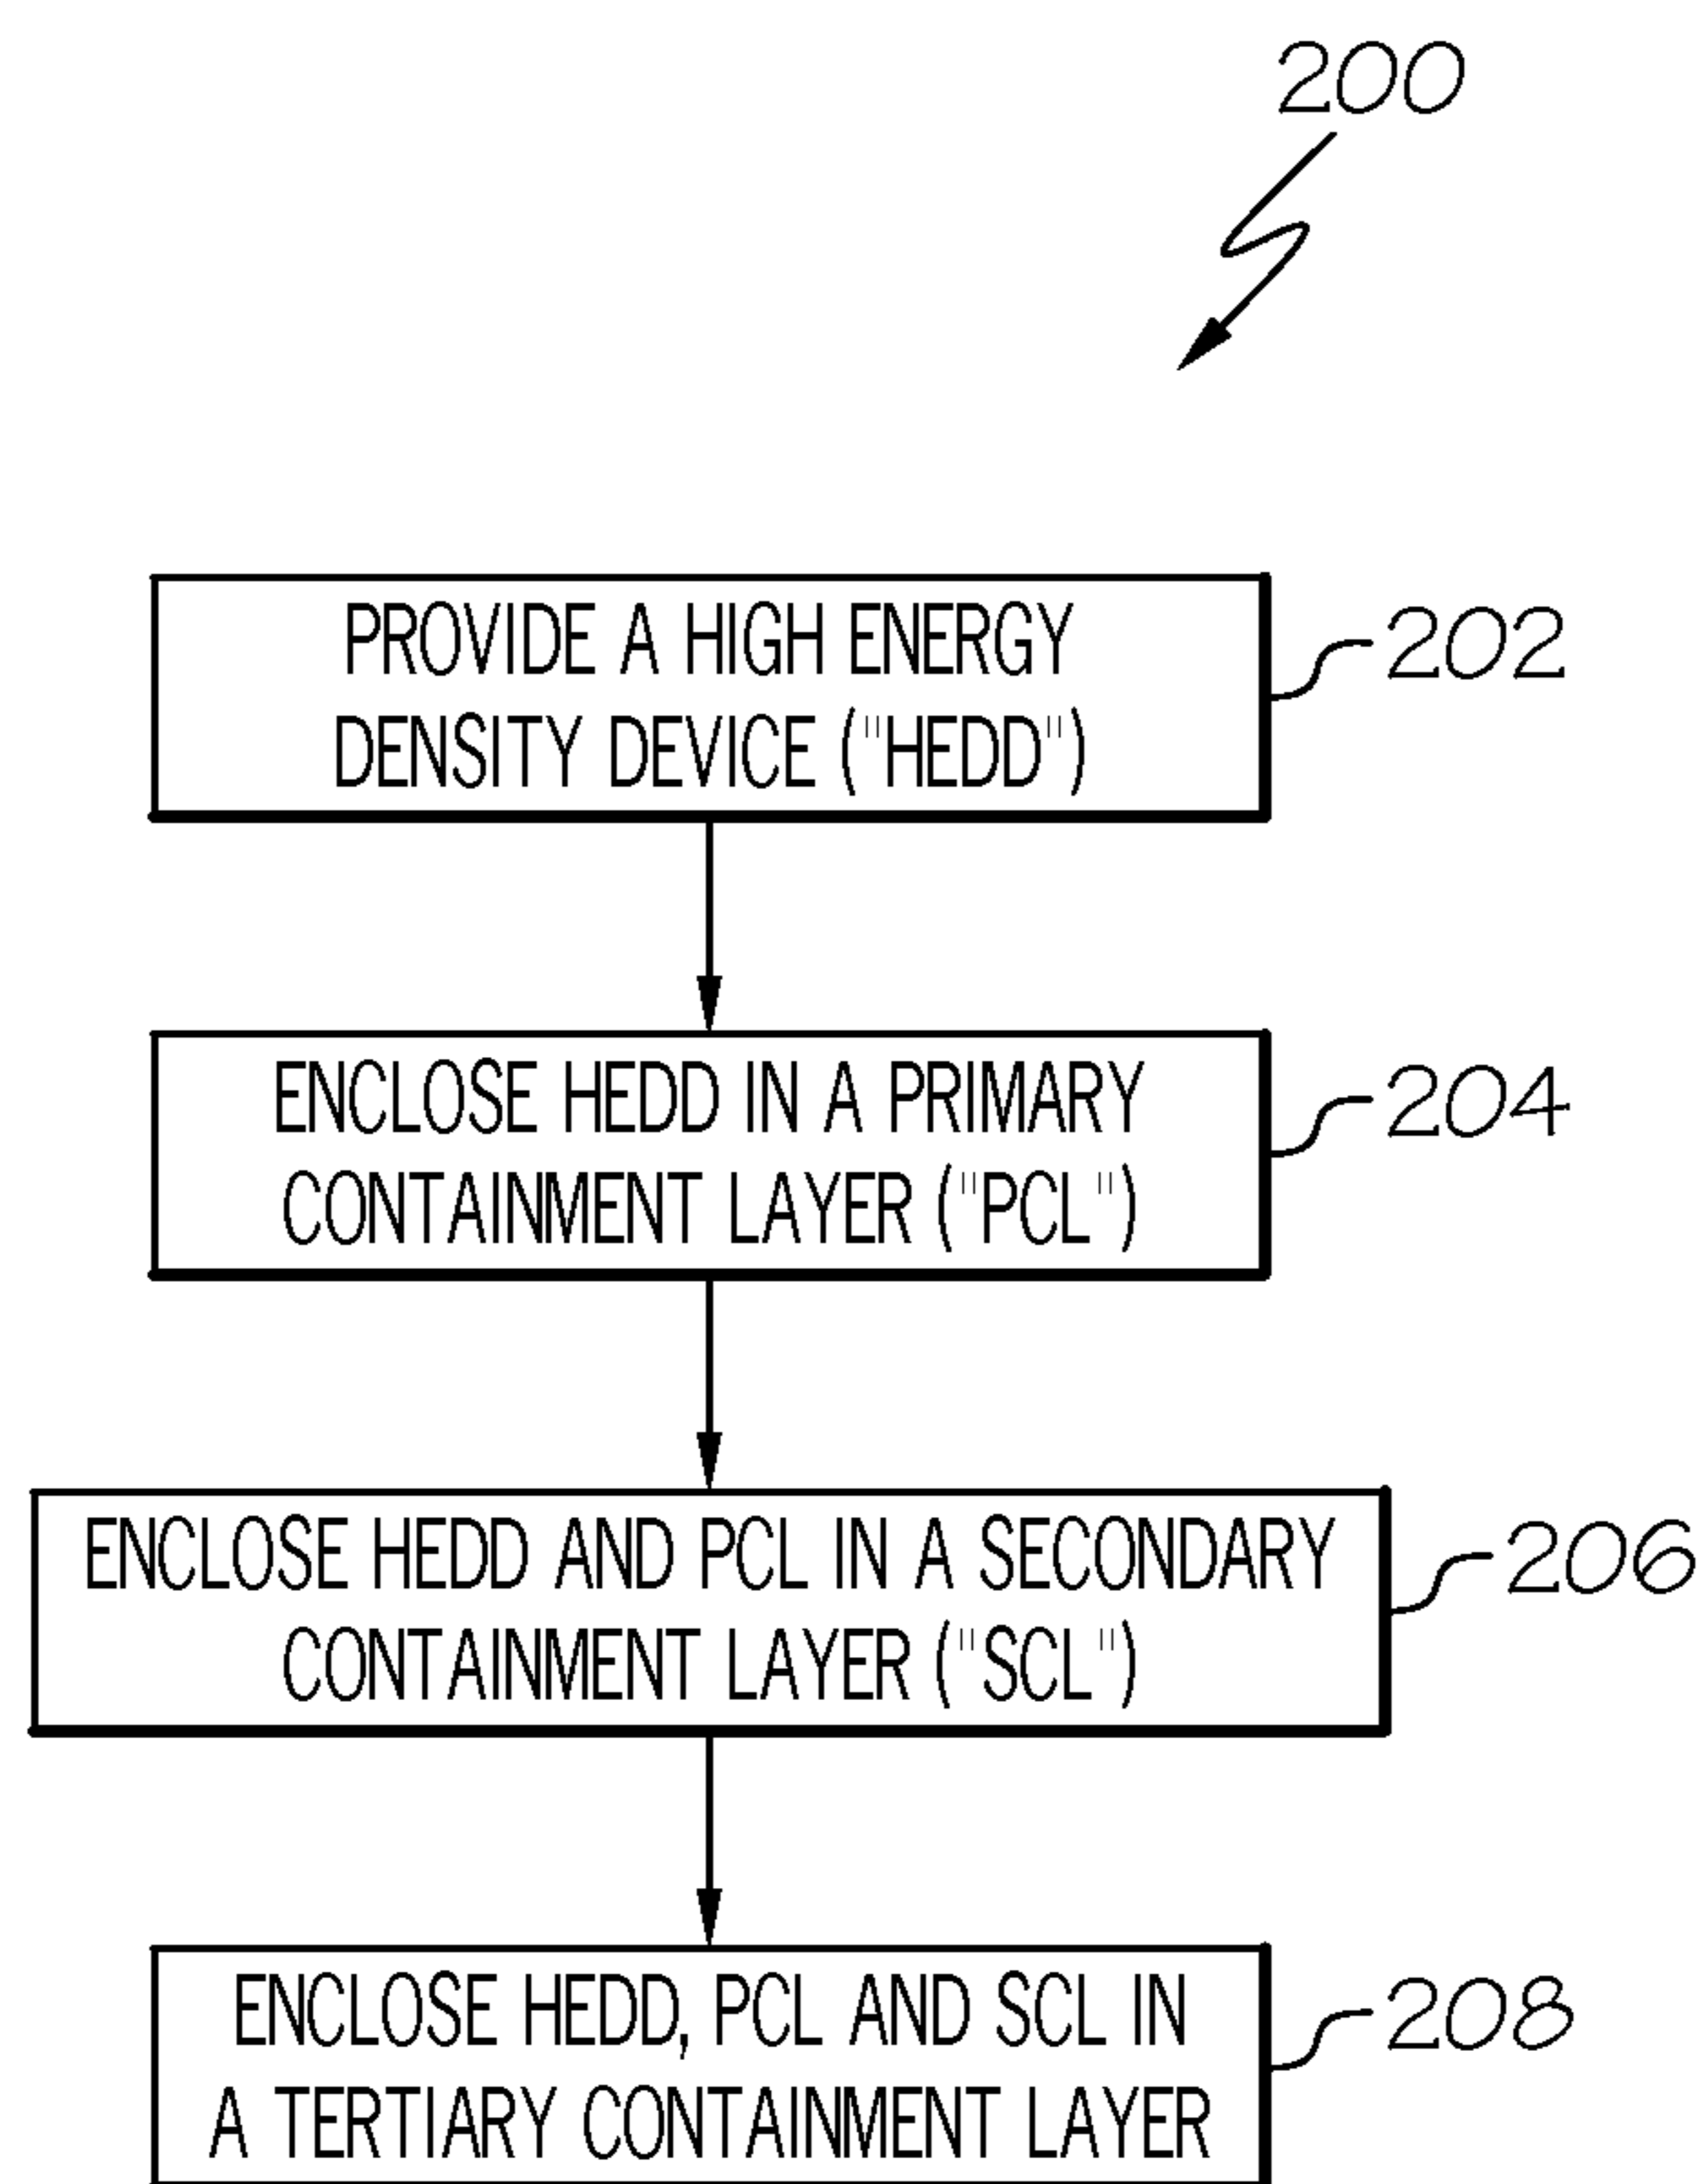 200
PROVIDE A HIGH ENERGY
DENSITY DEVICE ("HEDD")
202
ENCLOSE HEDD IN A PRIMARY
CONTAINMENT LAYER ("PCL")
204
ENCLOSE HEDD AND PCL IN A SECONDARY
CONTAINMENT LAYER ("SCL")
206
ENCLOSE HEDD, PCL AND SCL IN
A TERTIARY CONTAINMENT LAYER
208